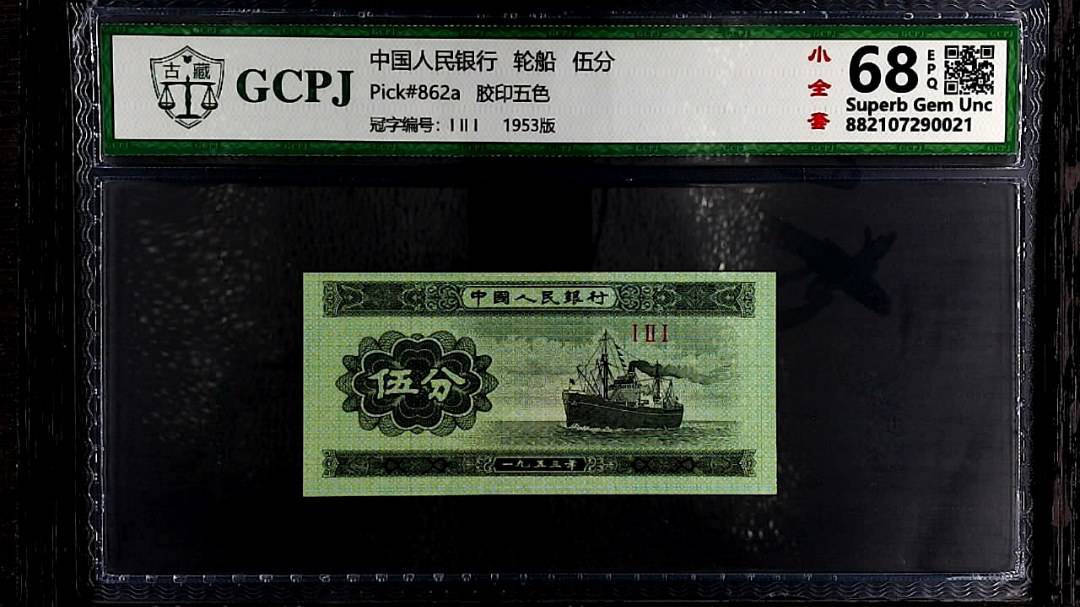 古藏
GCPJ
中国人民银行 轮船 伍分
Pick#862a 胶印五色
冠字编号: I II I 1953版
小全套
68
EPQ
Superb Gem Unc
882107290021
中國人民銀行
I II I
伍分
一九五三年